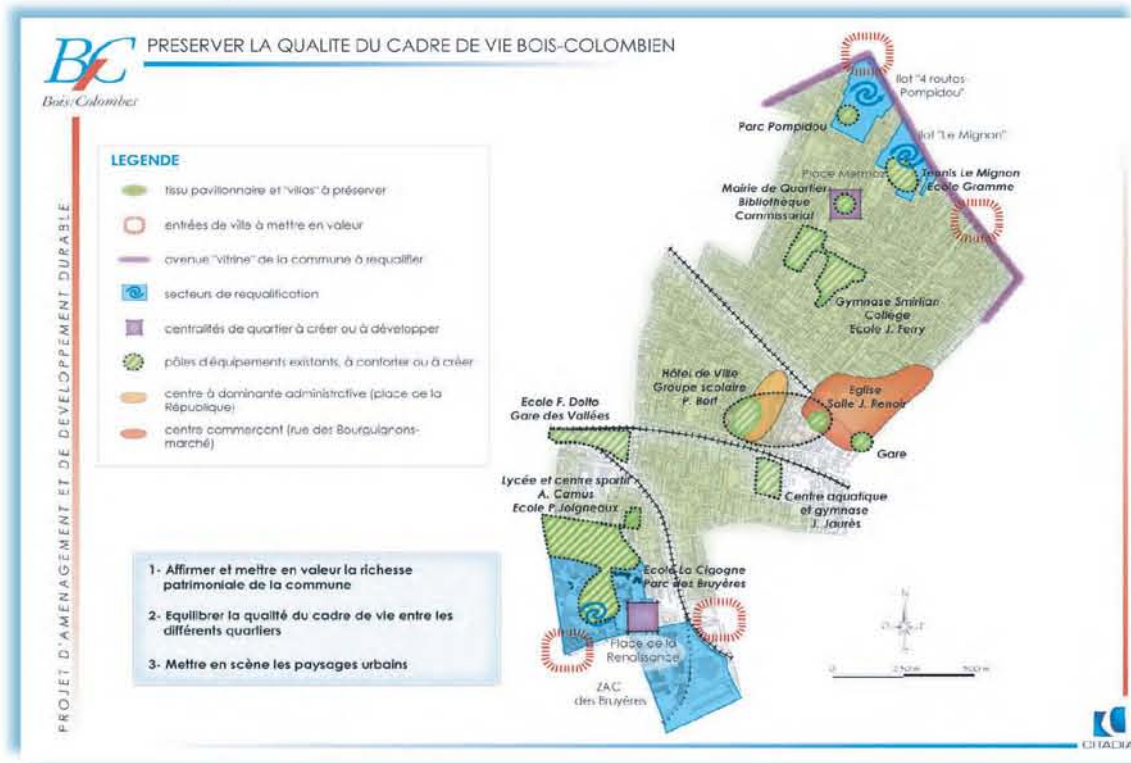 BC
Bois-Colombes
PRESERVER LA QUALITE DU CADRE DE VIE BOIS-COLOMBIEN
PROJET D'AMENAGEMENT ET DE DEVELOPPEMENT DURABLE
LEGENDE
tissu pavillonnaire et "villas" à préserver
entrées de ville à mettre en valeur
avenue "vitrine" de la commune à requalifier
secteurs de requalification
centralités de quartier à créer ou à développer
pôles d'équipements existants, à conforter ou à créer
centre à dominante administrative (place de la
République)
centre commerçant (rue des Bourguignons-
marché)
Ilot "4 routes-
Pompidou"
Parc Pompidou
Ilot "Le Mignon"
Place Mermoz
Tennis Le Mignon
Ecole Gramme
Mairie de Quartier
Bibliothèque
Commissariat
Gymnase Smirlian
Collège
Ecole J. Ferry
Hôtel de Ville
Groupe scolaire
P. Bert
Eglise
Salle J. Renoir
Gare
Ecole F. Dolto
Gare des Vallées
Centre aquatique
et gymnase
J. Jaurès
Lycée et centre sportif
A. Camus
Ecole P. Joigneaux
Ecole La Cigogne
Parc des Bruyères
Place de la
Renaissance
ZAC
des Bruyères
1- Affirmer et mettre en valeur la richesse
patrimoniale de la commune
2- Equilibrer la qualité du cadre de vie entre les
différents quartiers
3- Mettre en scène les paysages urbains
N
0 250 m 500 m
CITADIA